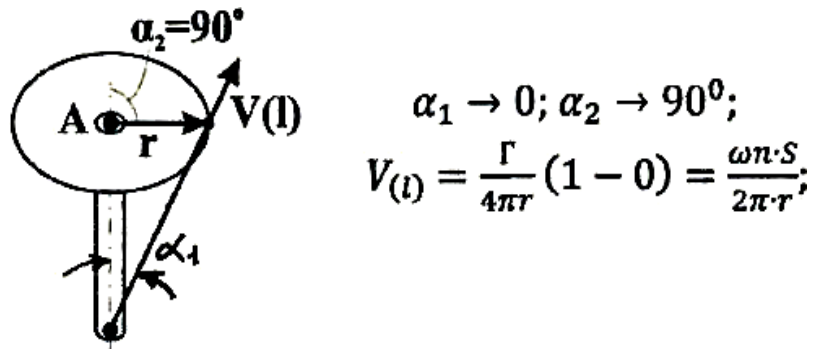 α₂=90°
A
r
V(l)
α₁
α₁ → 0; α₂ → 90⁰;
V₍ₗ₎ = Γ/4πr (1 − 0) = ωn·S/2π·r;